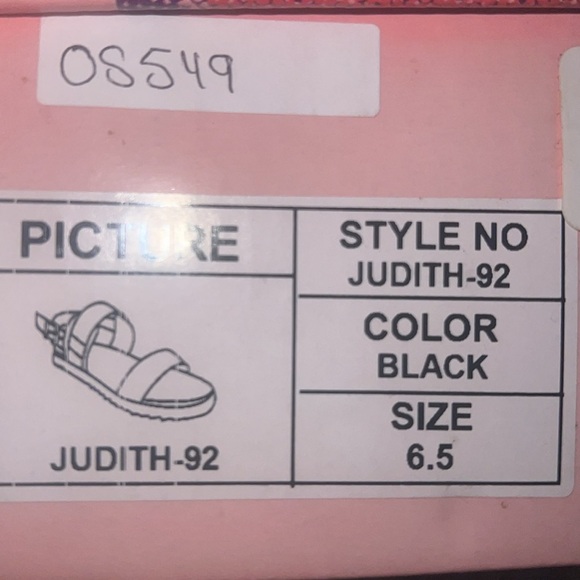 OS549
PICTURE
JUDITH-92
STYLE NO
JUDITH-92
COLOR
BLACK
SIZE
6.5